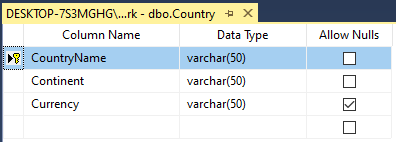 DESKTOP-7S3MGHG\...rk - dbo.Country
Column Name Data Type Allow Nulls
CountryName varchar(50)
Continent varchar(50)
Currency varchar(50)